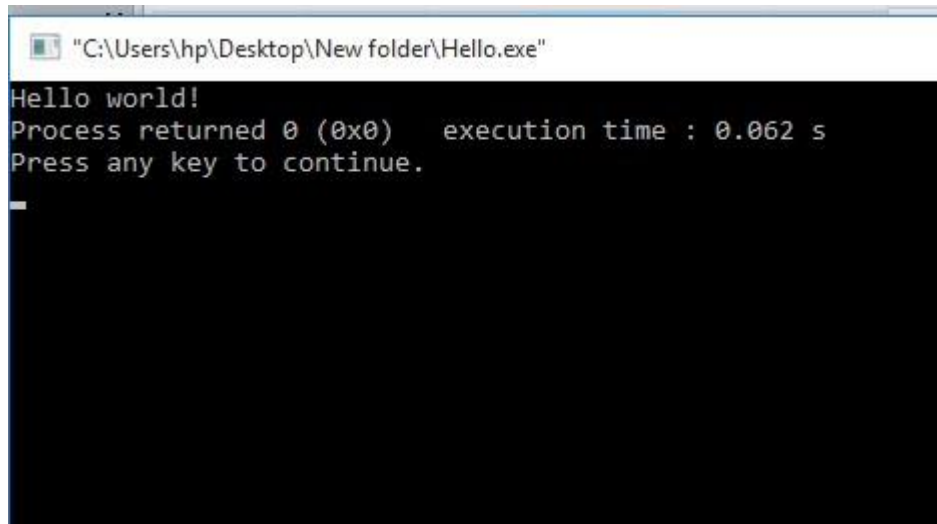 "C:\Users\hp\Desktop\New folder\Hello.exe"
Hello world!
Process returned 0 (0x0)   execution time : 0.062 s
Press any key to continue.